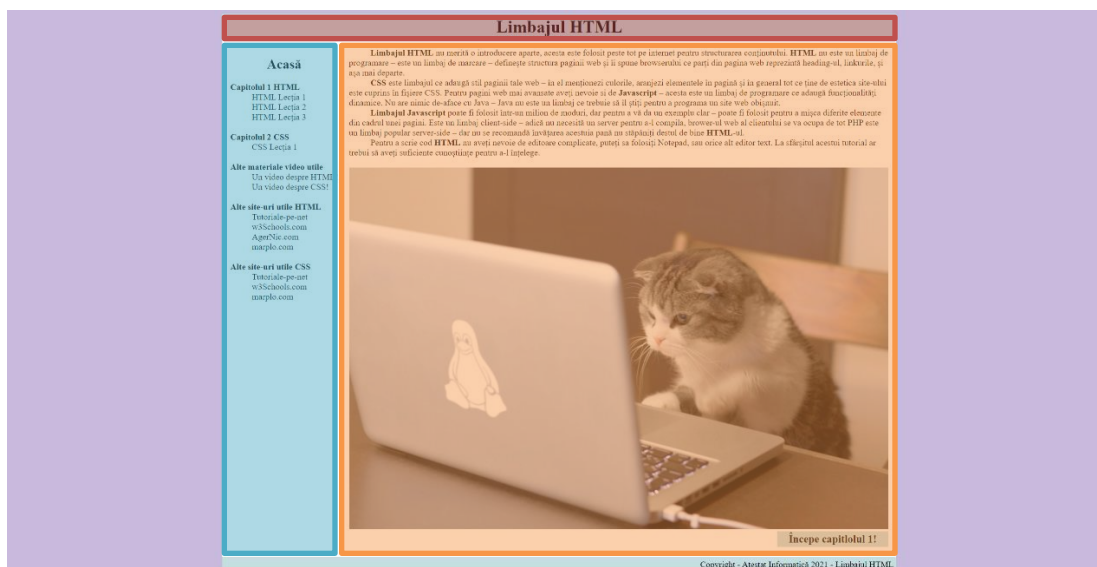 Limbajul HTML
Acasă
Capitolul 1 HTML
HTML Lecția 1
HTML Lecția 2
HTML Lecția 3
Capitolul 2 CSS
CSS Lecția 1
Alte materiale video utile
Un video despre HTML
Un video despre CSS!
Alte site-uri utile HTML
Tutoriale-pe-net
w3Schools.com
AgerNic.com
marplo.com
Alte site-uri utile CSS
Tutoriale-pe-net
w3Schools.com
marplo.com
Limbajul HTML nu merită o introducere aparte, acesta este folosit peste tot pe internet pentru structurarea conținutului. HTML nu este un limbaj de
programare – este un limbaj de marcare – definește structura paginii web și îi spune browserului ce parți din pagina web reprezintă heading-ul, linkurile, și
așa mai departe.
CSS este limbajul ce adaugă stil paginii tale web – in el menționezi culorile, aranjezi elementele în pagină și în general tot ce ține de estetica site-ului
este cuprins în fișiere CSS. Pentru pagini web mai avansate aveți nevoie si de Javascript – acesta este un limbaj de programare ce adaugă funcționalități
dinamice. Nu are nimic de-aface cu Java – Java nu este un limbaj ce trebuie să îl știți pentru a programa un site web obișnuit.
Limbajul Javascript poate fi folosit într-un milion de moduri, dar pentru a vă da un exemplu clar – poate fi folosit pentru a mișca diferite elemente
din cadrul unei pagini. Este un limbaj client-side – adică nu necesită un server pentru a-l compila, brower-ul web al clientului se va ocupa de tot PHP este
un limbaj popular server-side – dar nu se recomandă învățarea acestuia pană nu stăpâniți destul de bine HTML-ul.
Pentru a scrie cod HTML nu aveți nevoie de editoare complicate, puteți sa folosiți Notepad, sau orice alt editor text. La sfârșitul acestui tutorial ar
trebui să aveți suficiente cunoștințe pentru a-l înțelege.
Începe capitlolul 1!
Copyright - Atestat Informatică 2021 - Limbajul HTML